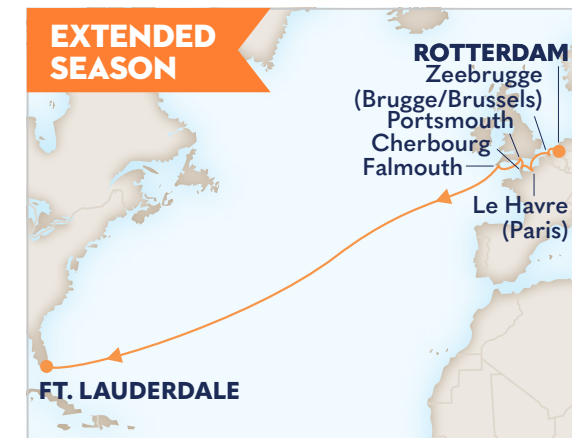 EXTENDED
SEASON
ROTTERDAM
Zeebrugge
(Brugge/Brussels)
Portsmouth
Cherbourg
Falmouth
Le Havre
(Paris)
FT. LAUDERDALE